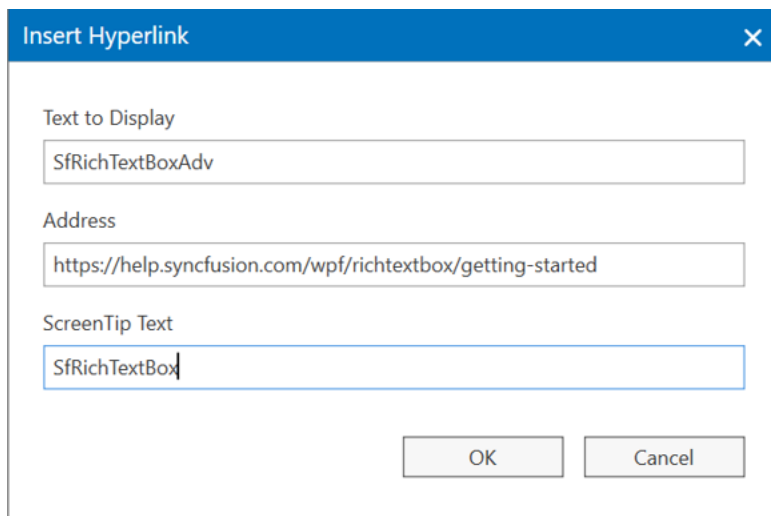 Insert Hyperlink
Text to Display
SfRichTextBoxAdv
Address
https://help.syncfusion.com/wpf/richtextbox/getting-started
ScreenTip Text
SfRichTextBox
OK Cancel